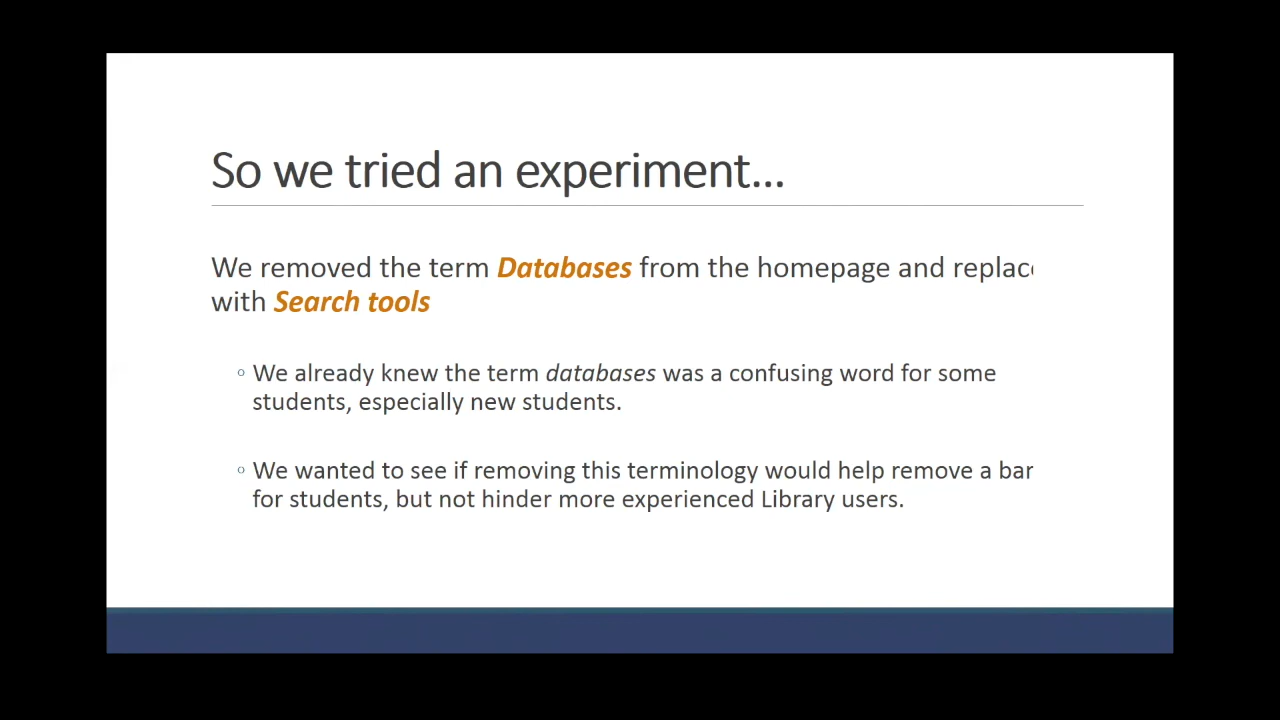 So we tried an experiment...
We removed the term Databases from the homepage and replac
with Search tools
◦ We already knew the term databases was a confusing word for some
students, especially new students.
◦ We wanted to see if removing this terminology would help remove a bar
for students, but not hinder more experienced Library users.